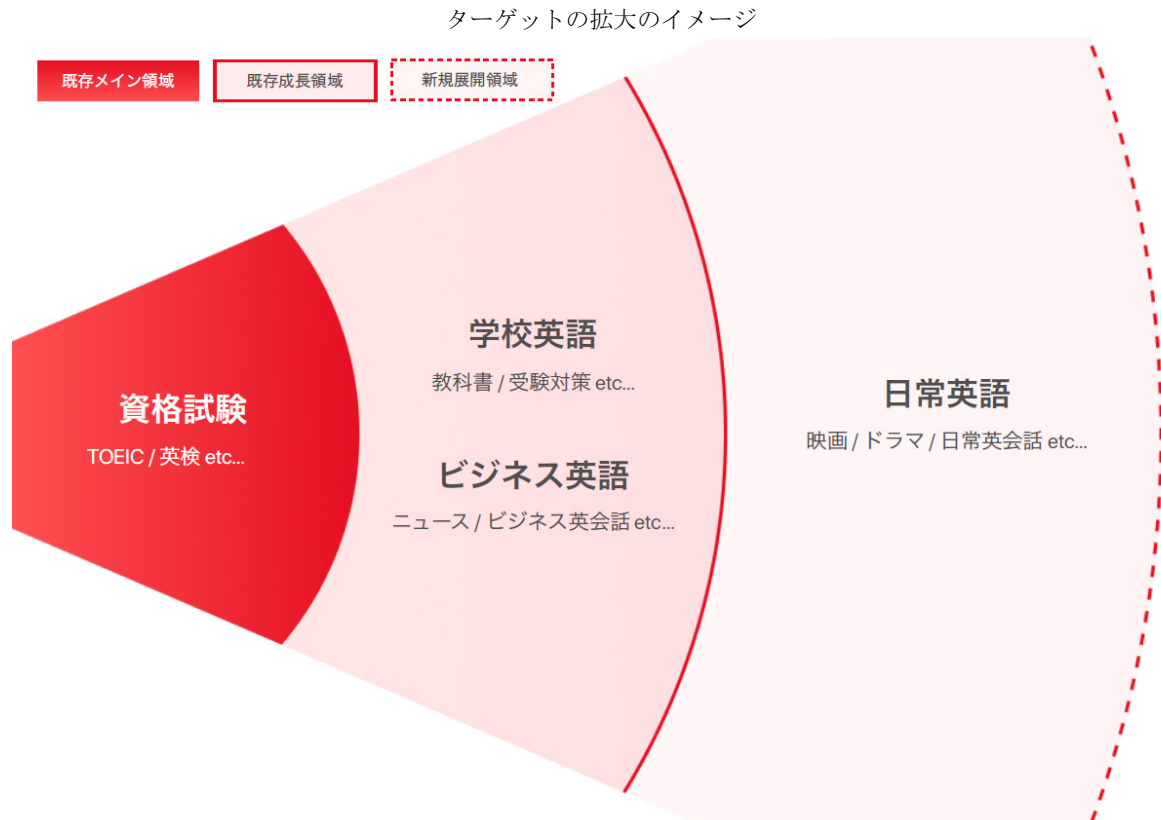 ターゲットの拡大のイメージ
既存メイン領域
既存成長領域
新規展開領域
資格試験
TOEIC / 英検 etc...
学校英語
教科書 / 受験対策 etc...
ビジネス英語
ニュース / ビジネス英会話 etc...
日常英語
映画 / ドラマ / 日常英会話 etc...